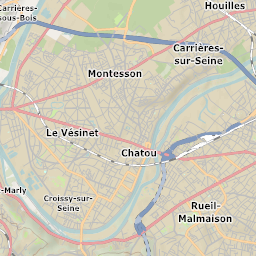 Carrières-
sous-Bois
Houilles
Carrières-
sur-Seine
Montesson
Le Vésinet
Chatou
-Marly
Croissy-sur-
Seine
Rueil-
Malmaison